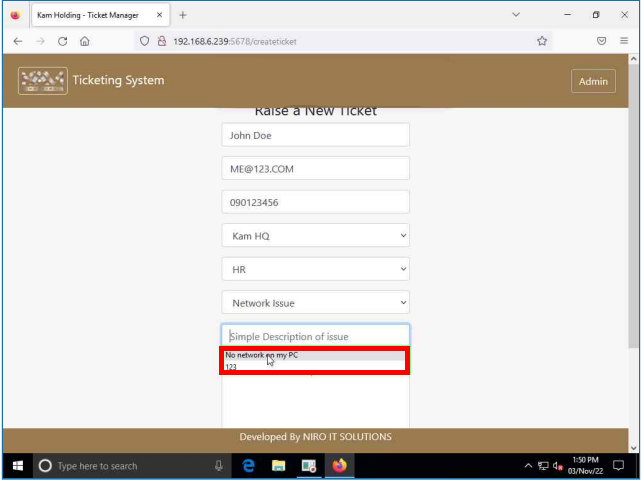 Kam Holding - Ticket Manager
192.168.6.239:5678/createticket
Ticketing System
Admin
Raise a New Ticket
John Doe
ME@123.COM
090123456
Kam HQ
HR
Network Issue
Simple Description of issue
No network on my PC
123
Developed By NIRO IT SOLUTIONS
Type here to search
1:50 PM
03/Nov/22